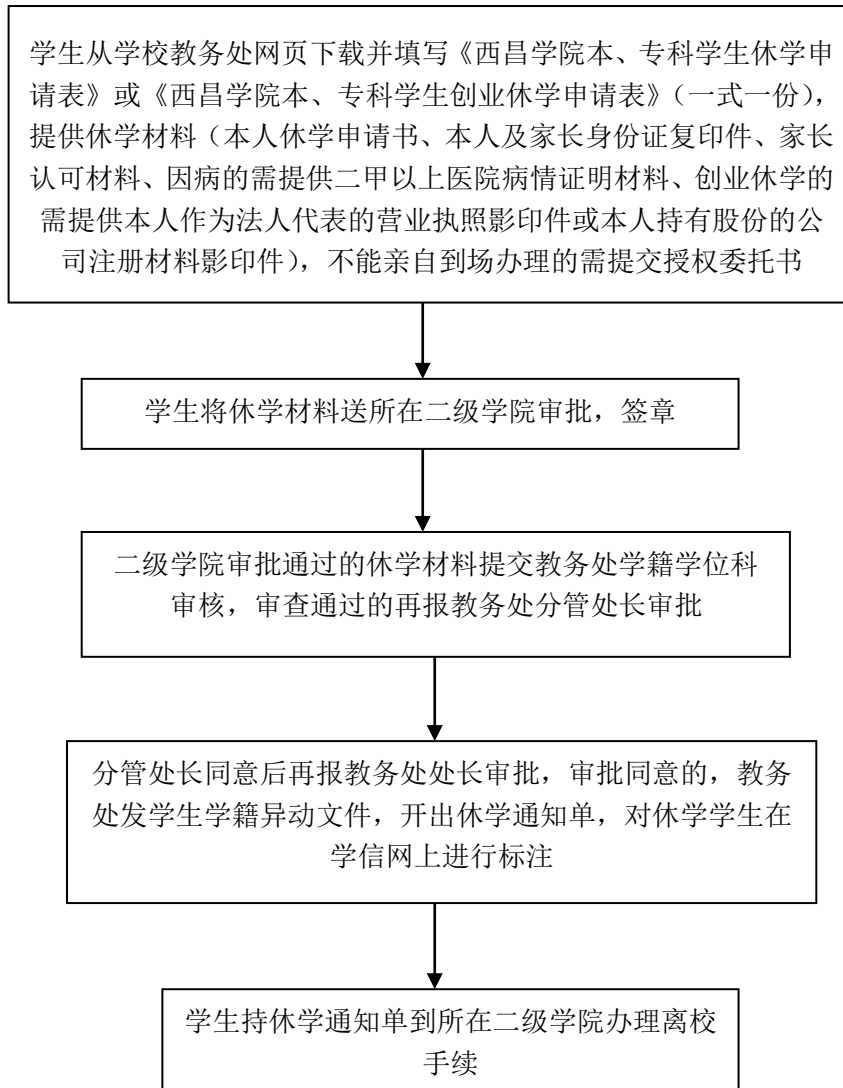 学生从学校教务处网页下载并填写《西昌学院本、专科学生休学申
请表》或《西昌学院本、专科学生创业休学申请表》（一式一份），
提供休学材料（本人休学申请书、本人及家长身份证复印件、家长
认可材料、因病的需提供二甲以上医院病情证明材料、创业休学的
需提供本人作为法人代表的营业执照影印件或本人持有股份的公
司注册材料影印件），不能亲自到场办理的需提交授权委托书
学生将休学材料送所在二级学院审批，签章
二级学院审批通过的休学材料提交教务处学籍学位科
审核，审查通过的再报教务处分管处长审批
分管处长同意后再报教务处处长审批，审批同意的，教务
处发学生学籍异动文件，开出休学通知单，对休学学生在
学信网上进行标注
学生持休学通知单到所在二级学院办理离校
手续